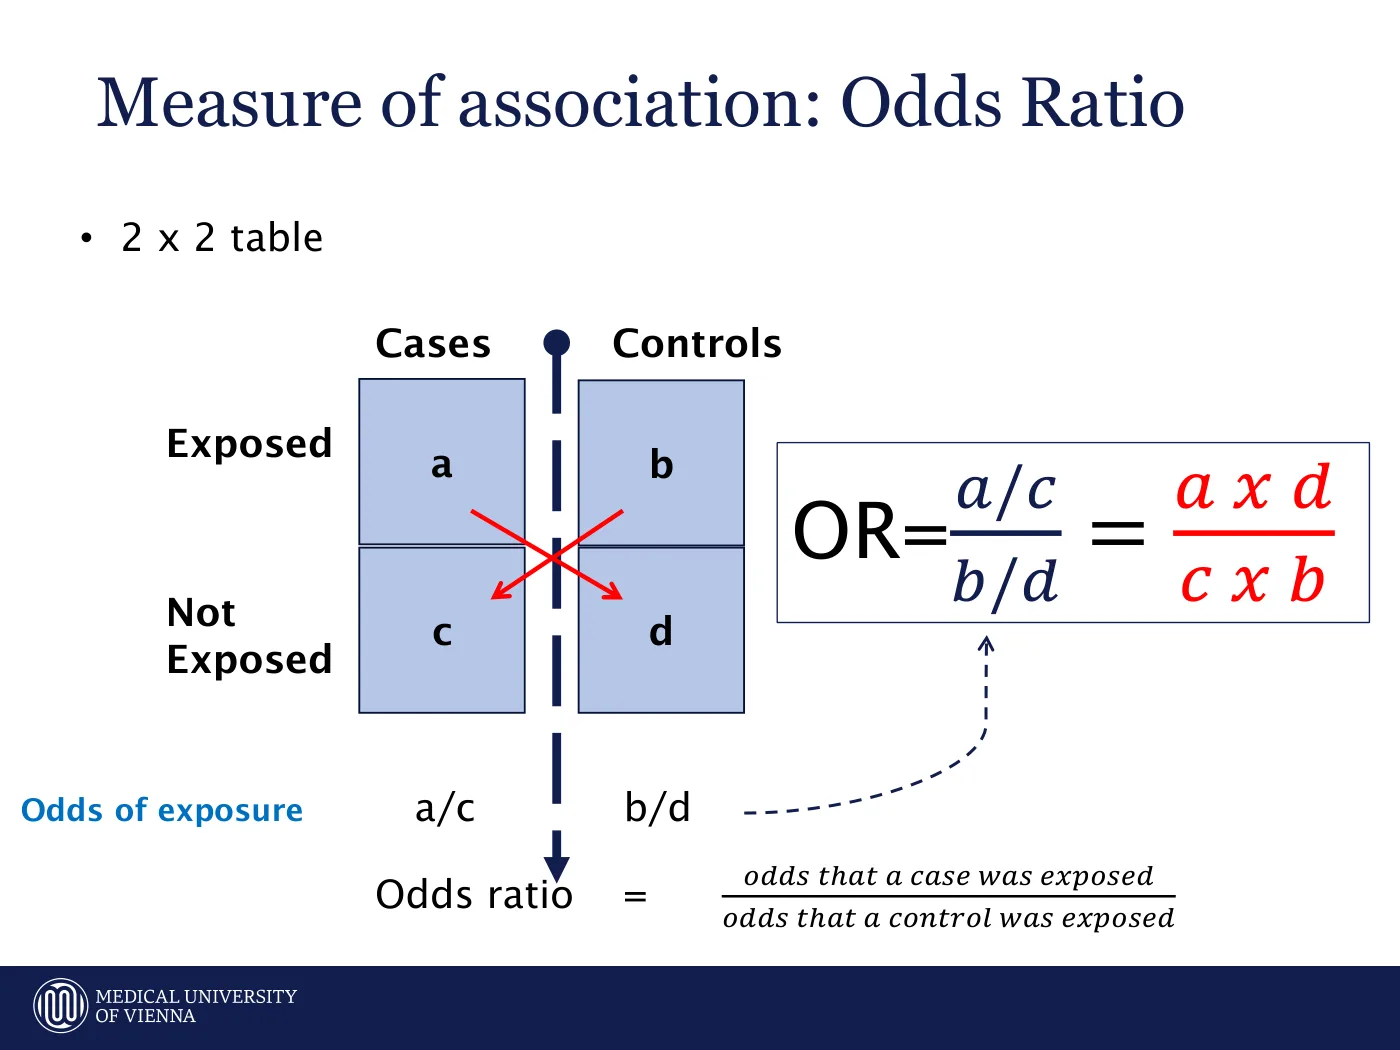 Measure of association: Odds Ratio
• 2 x 2 table
Cases Controls
Exposed a b
Not
Exposed
c d
OR= a/c / b/d = a x d / c x b
Odds of exposure a/c b/d
Odds ratio = odds that a case was exposed
odds that a control was exposed
MEDICAL UNIVERSITY
OF VIENNA